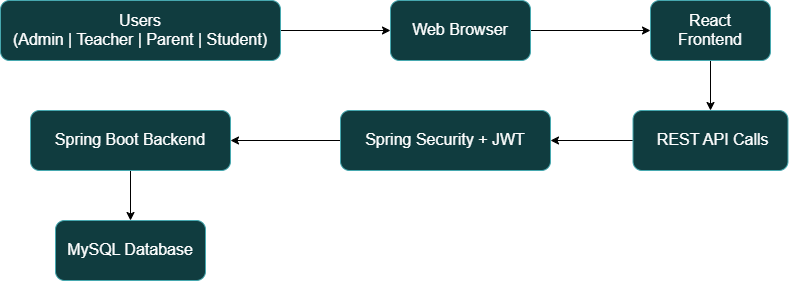 Users
(Admin | Teacher | Parent | Student)
Web Browser
React
Frontend
REST API Calls
Spring Security + JWT
Spring Boot Backend
MySQL Database